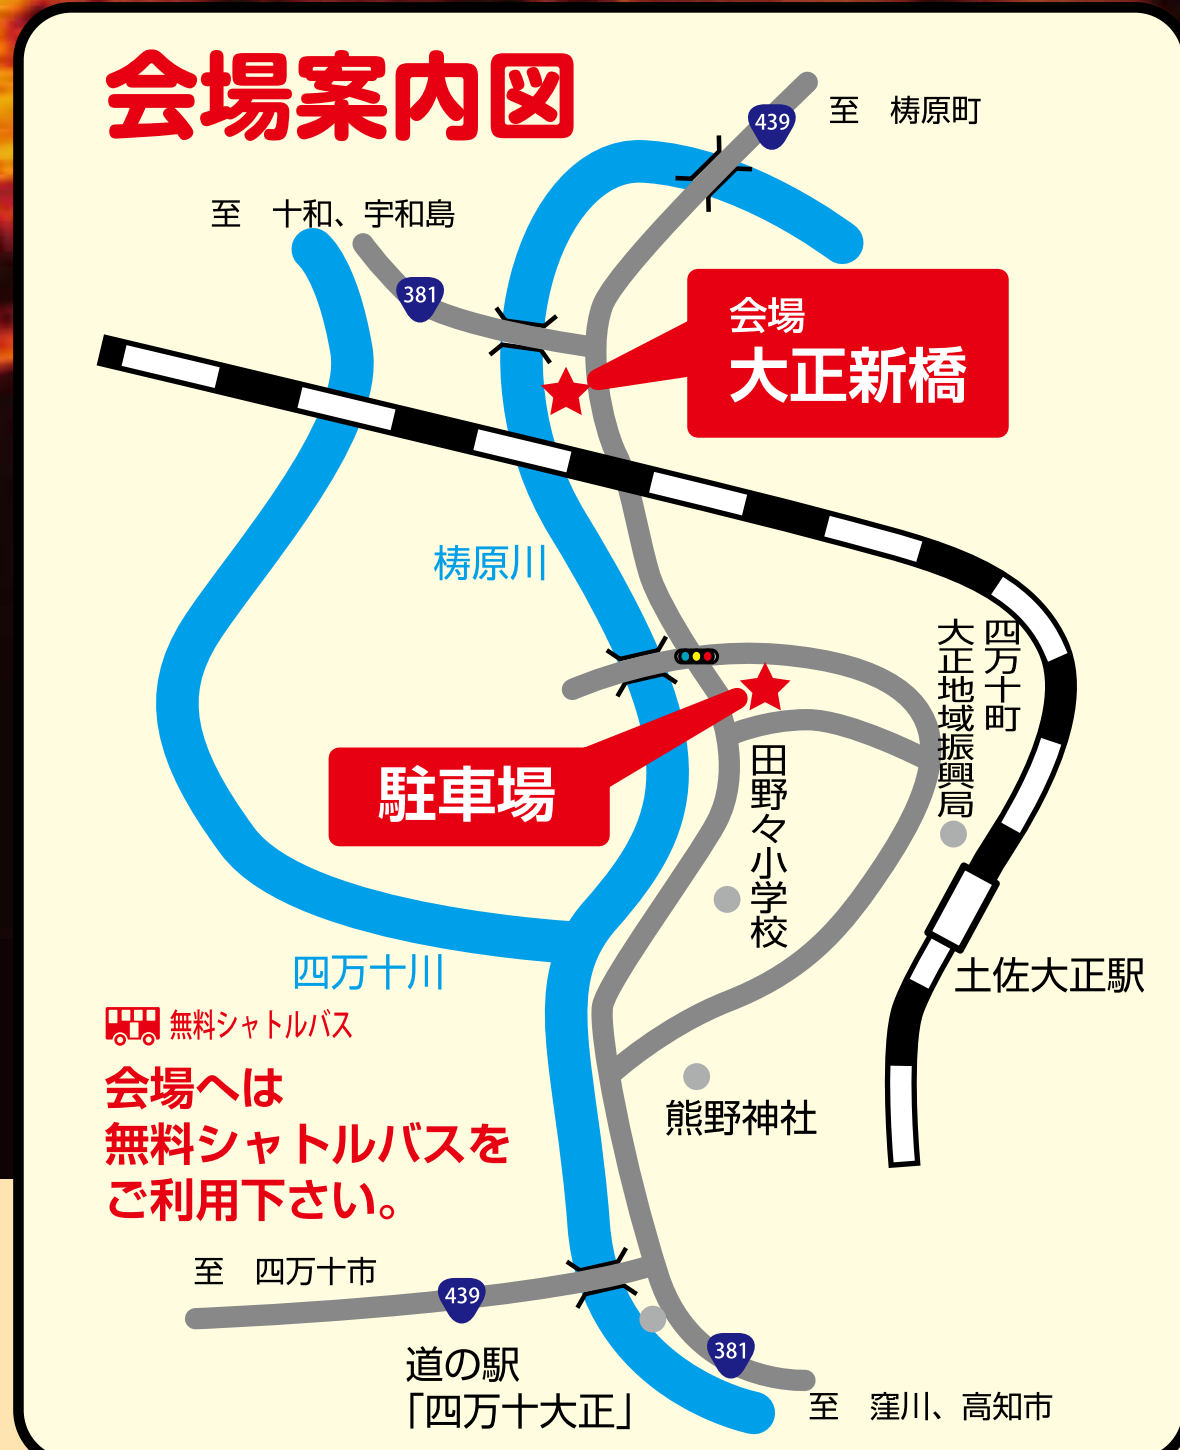 会場案内図
439
至　梼原町
至　十和、宇和島
381
会場
大正新橋
梼原川
四万十町
大正地域振興局
駐車場
田野々小学校
四万十川
土佐大正駅
無料シャトルバス
会場へは
無料シャトルバスを
ご利用下さい。
熊野神社
至　四万十市
439
道の駅
「四万十大正」
381
至　窪川、高知市